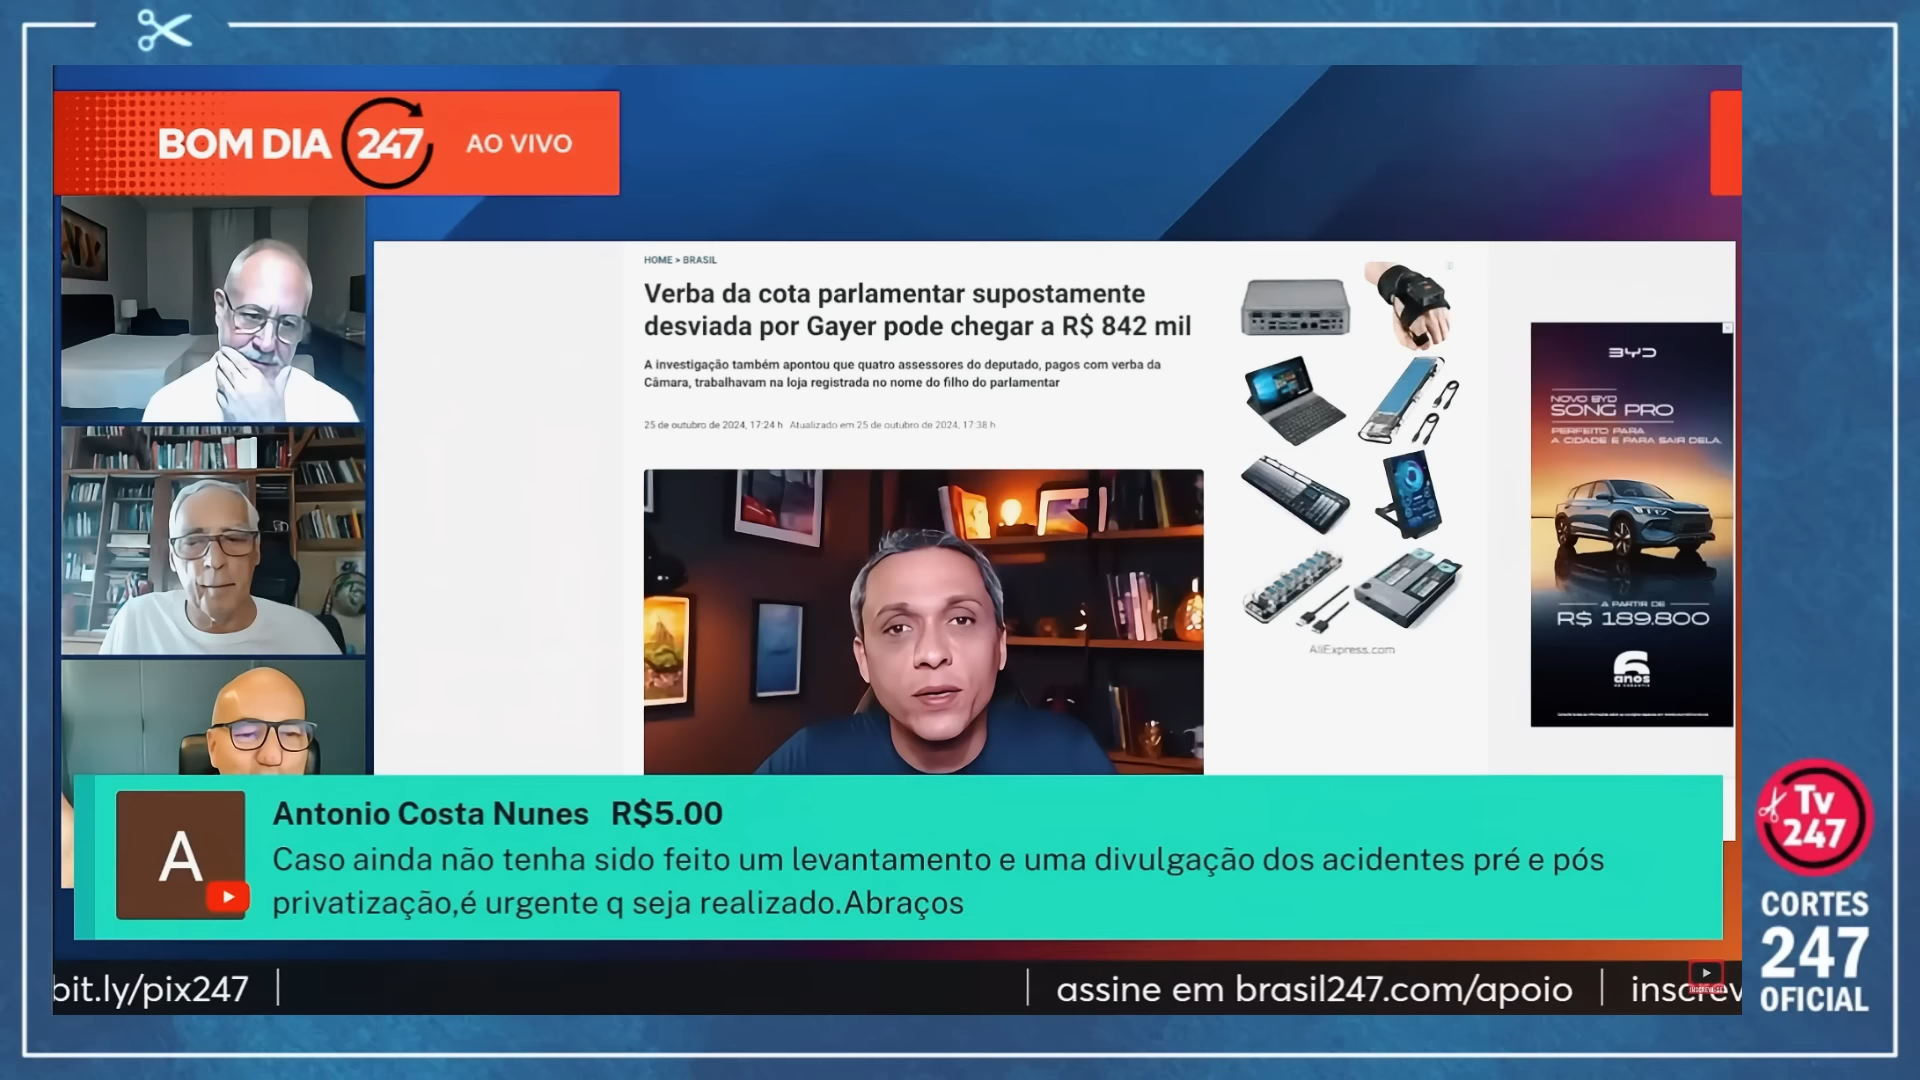 BOM DIA 247 AO VIVO
HOME > BRASIL
Verba da cota parlamentar supostamente
desviada por Gayer pode chegar a R$ 842 mil
A investigação também apontou que quatro assessores do deputado, pagos com verba da
Câmara, trabalhavam na loja registrada no nome do filho do parlamentar
25 de outubro de 2024, 17:24 h Atualizado em 25 de outubro de 2024, 17:38 h
AliExpress.com
BYD
NOVO BYD
SONG PRO
PERFEITO PARA
A CIDADE E PARA SAIR DELA.
A PARTIR DE
R$ 189.800
6
anos
DE GARANTIA
A
Antonio Costa Nunes R$5.00
Caso ainda não tenha sido feito um levantamento e uma divulgação dos acidentes pré e pós
privatização,é urgente q seja realizado.Abraços
bit.ly/pix247 | | assine em brasil247.com/apoio | inscrev
INSCREVA-SE
Tv
247
CORTES
247
OFICIAL